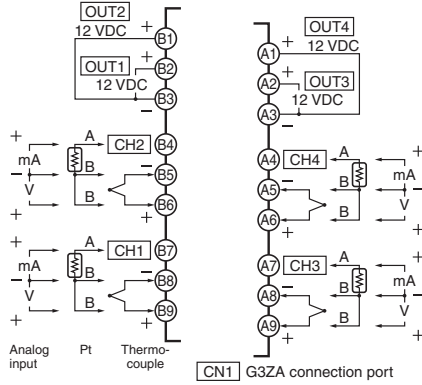 OUT2 +
12 VDC B1
OUT1 + B2
12 VDC B3
−
OUT4
+ 12 VDC
A1
+ OUT3
A2 12 VDC
A3
−
+ A CH2 B4
mA
− B − B5
V
+ B + B6
A4 CH4 A +
mA
A5 − B −
V
A6 + B +
+ A CH1 B7
mA
− B − B8
V
+ B + B9
A7 CH3 A +
mA
A8 − B −
V
A9 + B +
Analog input
Pt
Thermo-
couple
CN1 G3ZA connection port